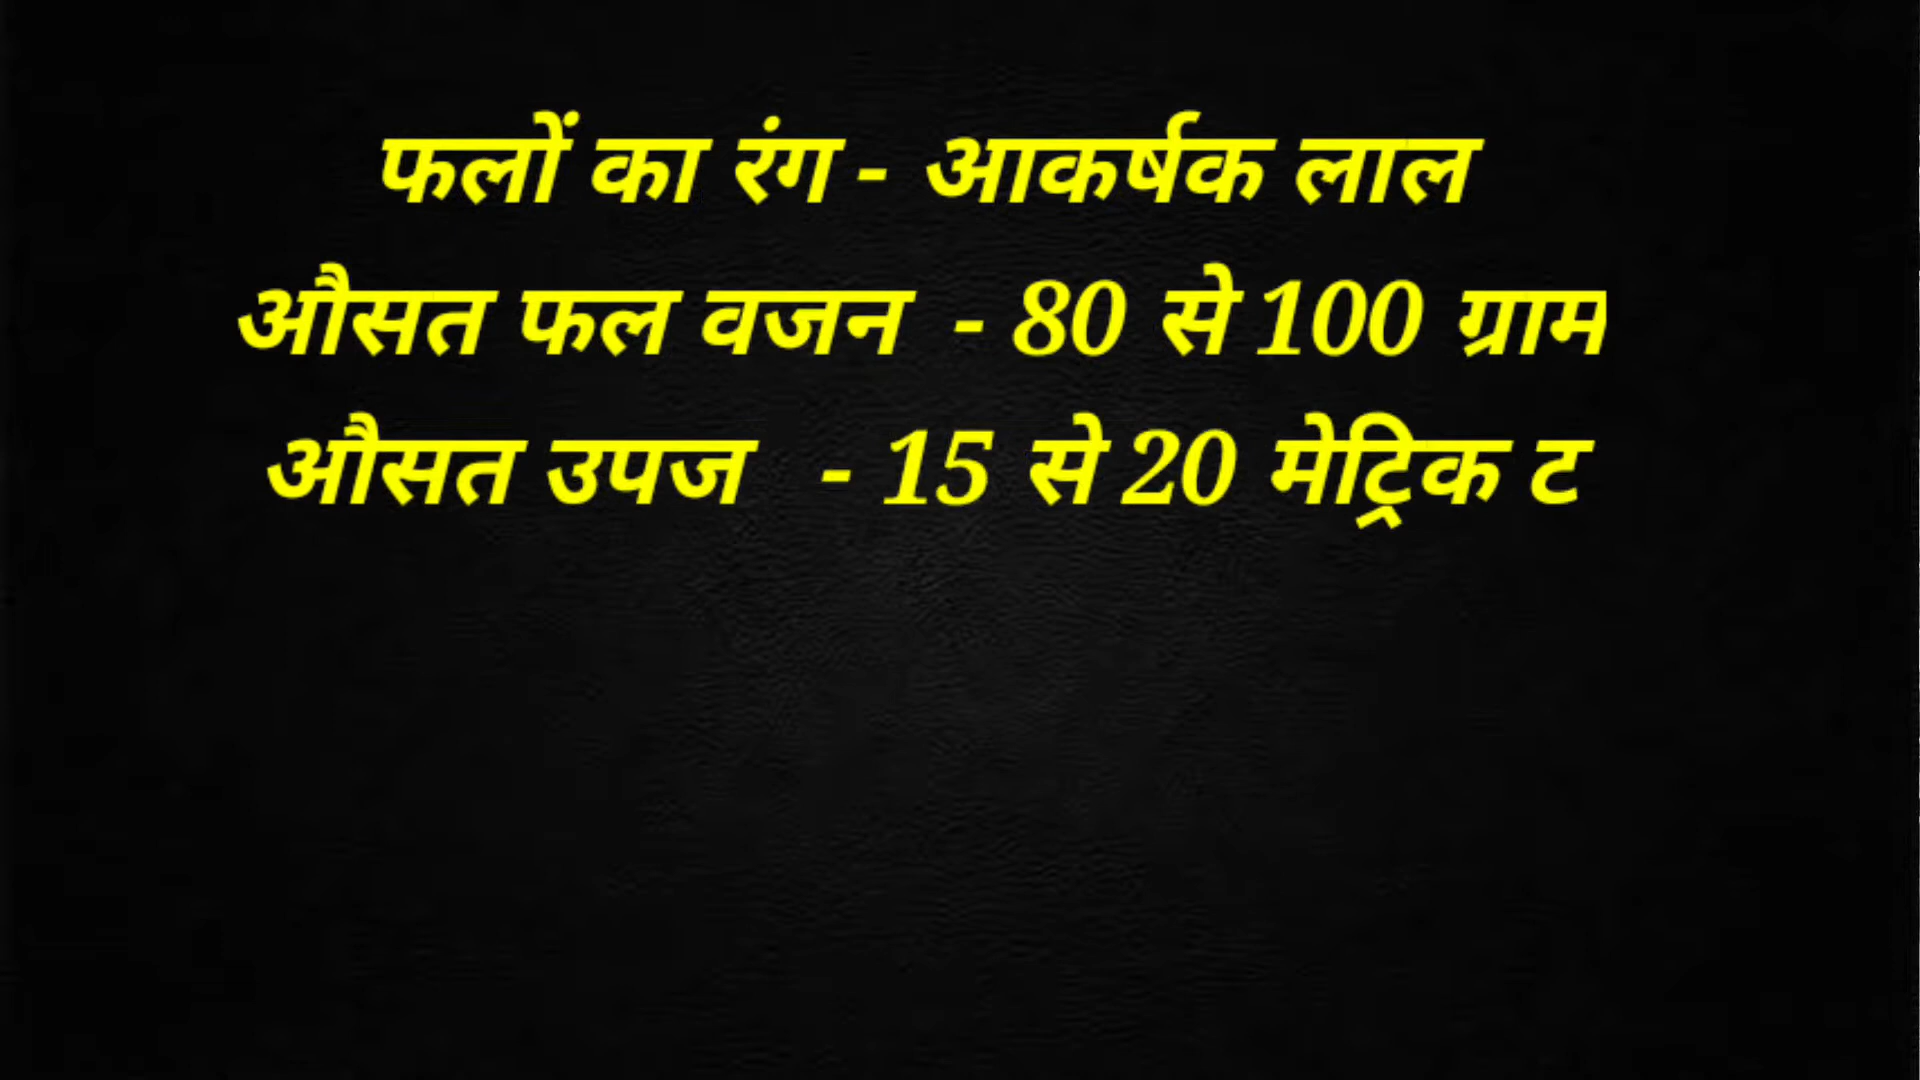 फलों का रंग - आकर्षक लाल
औसत फल वजन - 80 से 100 ग्राम
औसत उपज - 15 से 20 मेट्रिक ट